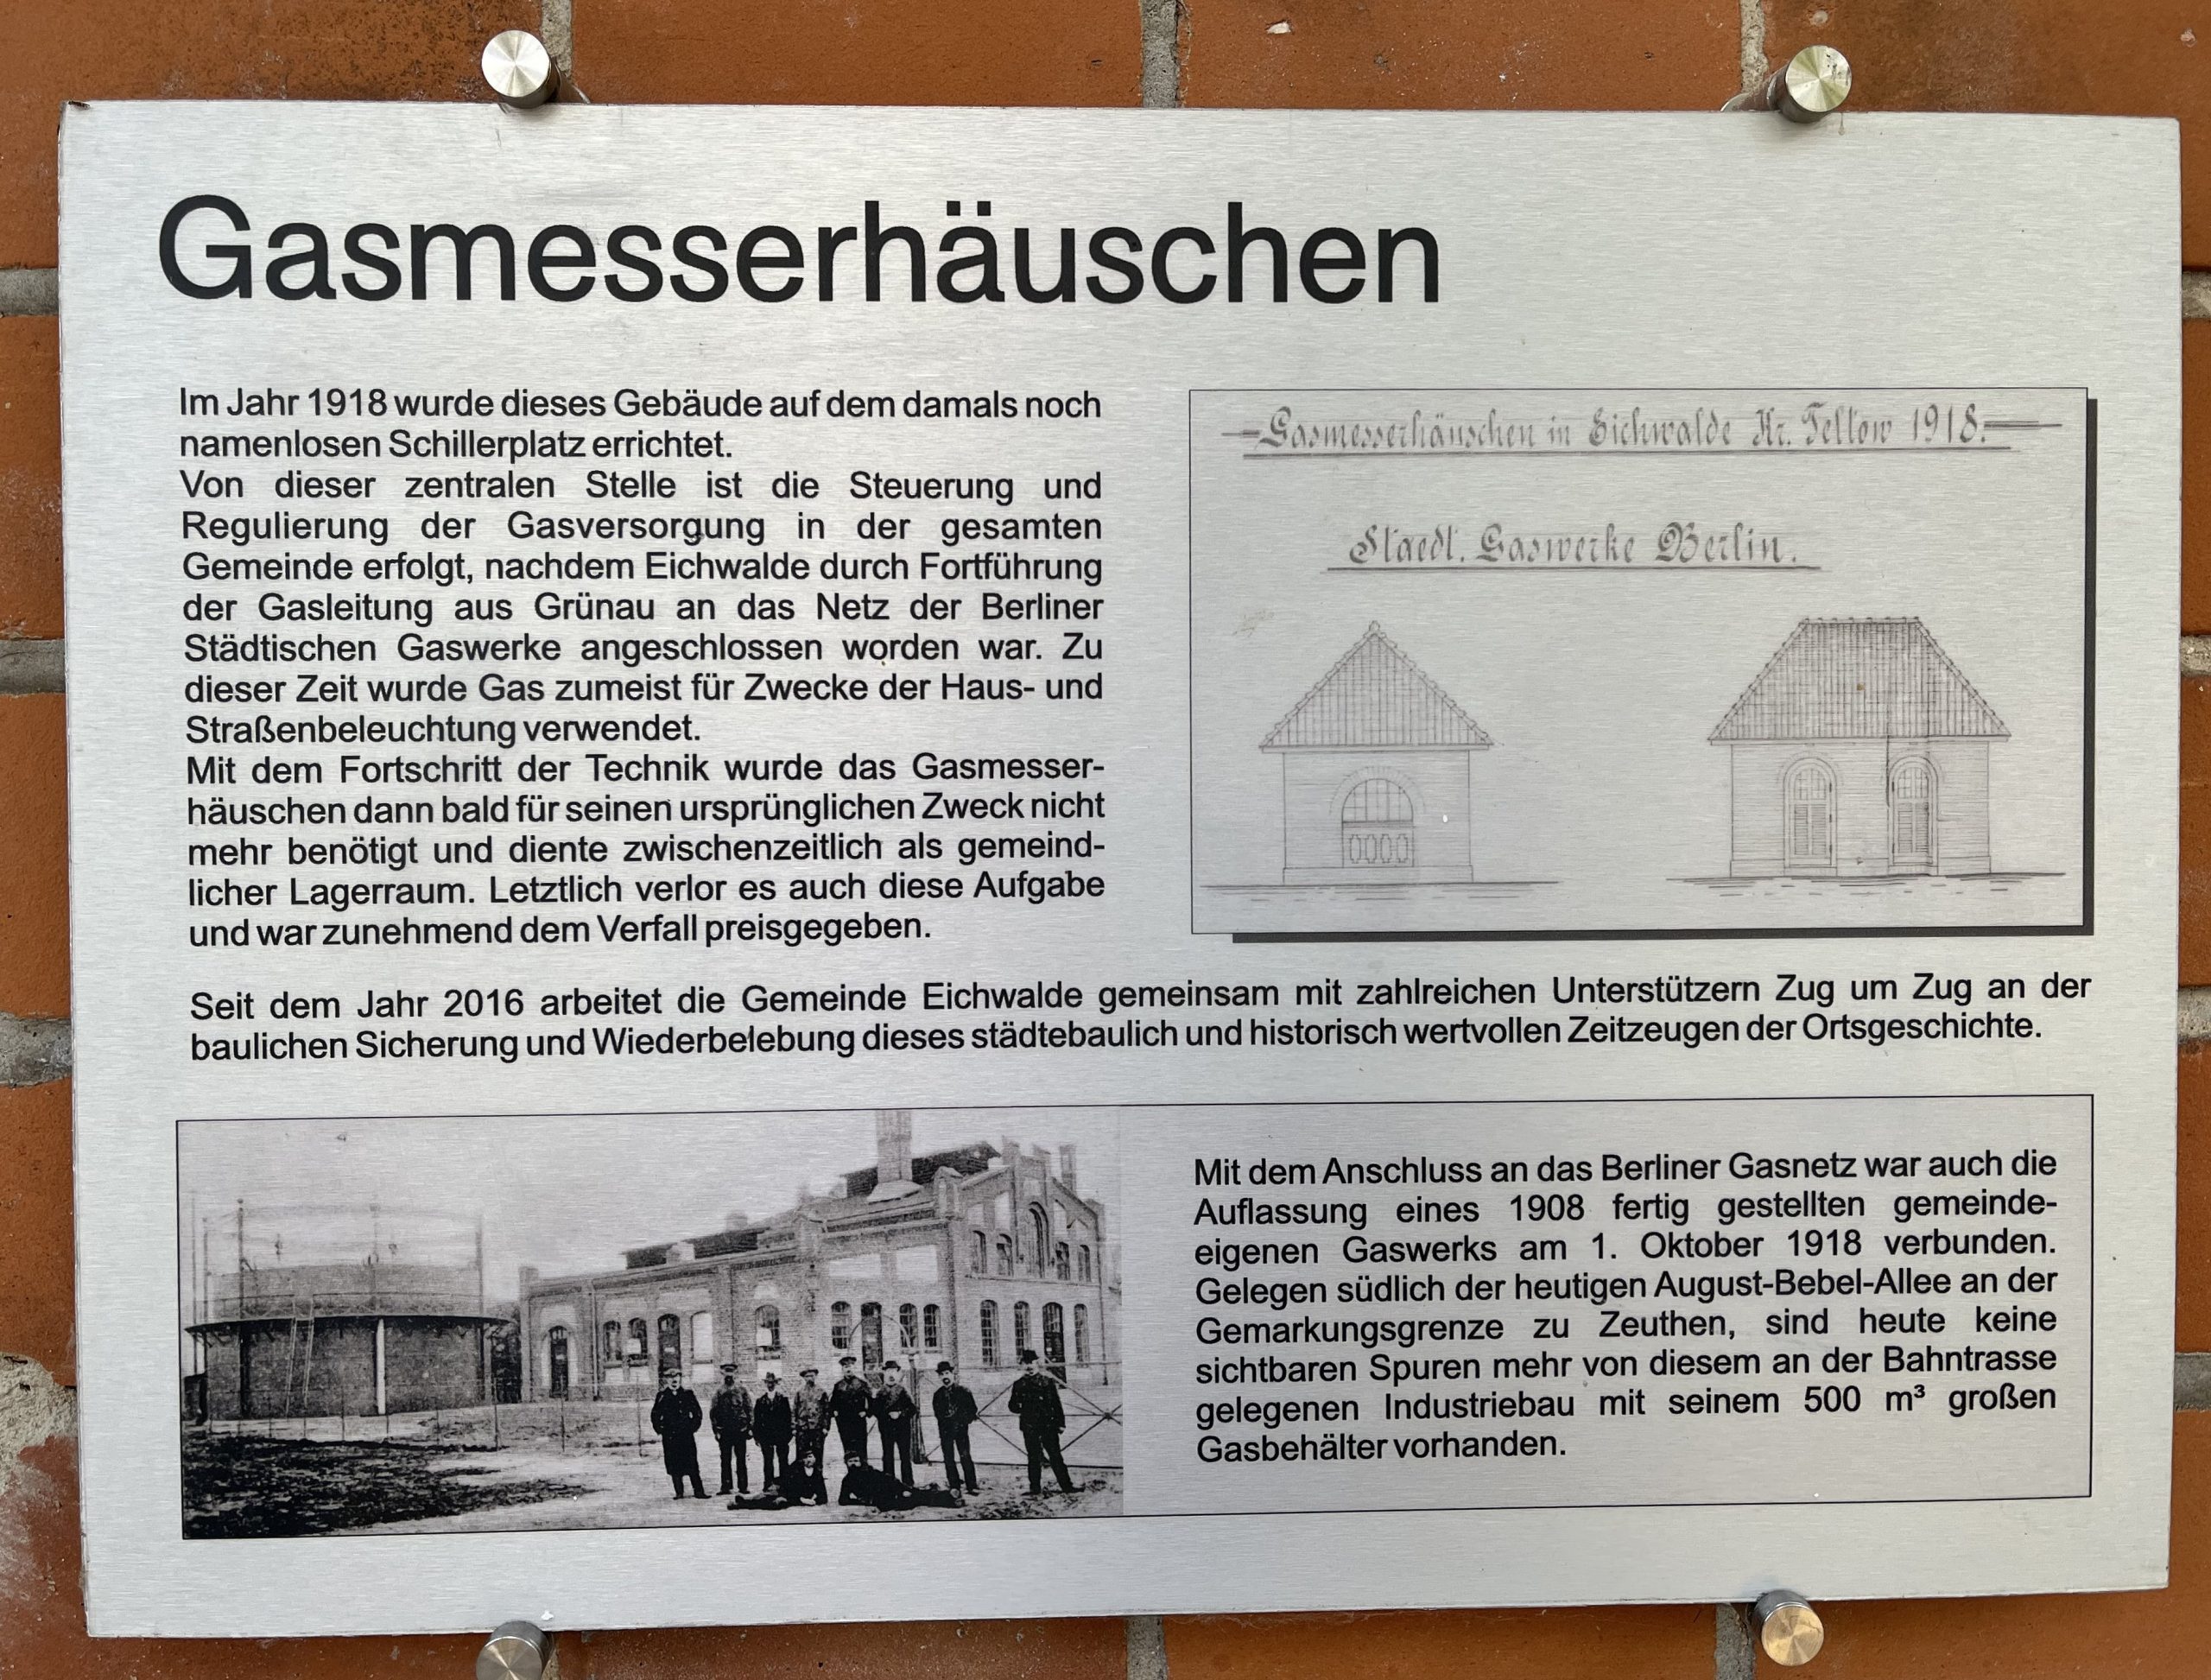 Gasmesserhäuschen
Im Jahr 1918 wurde dieses Gebäude auf dem damals noch
namenlosen Schillerplatz errichtet.
Von dieser zentralen Stelle ist die Steuerung und
Regulierung der Gasversorgung in der gesamten
Gemeinde erfolgt, nachdem Eichwalde durch Fortführung
der Gasleitung aus Grünau an das Netz der Berliner
Städtischen Gaswerke angeschlossen worden war. Zu
dieser Zeit wurde Gas zumeist für Zwecke der Haus- und
Straßenbeleuchtung verwendet.
Mit dem Fortschritt der Technik wurde das Gasmesser-
häuschen dann bald für seinen ursprünglichen Zweck nicht
mehr benötigt und diente zwischenzeitlich als gemeind-
licher Lagerraum. Letztlich verlor es auch diese Aufgabe
und war zunehmend dem Verfall preisgegeben.
Gasmesserhäuschen in Eichwalde Kr. Teltow 1918.
Staedt. Gaswerke Berlin.
Seit dem Jahr 2016 arbeitet die Gemeinde Eichwalde gemeinsam mit zahlreichen Unterstützern Zug um Zug an der
baulichen Sicherung und Wiederbelebung dieses städtebaulich und historisch wertvollen Zeitzeugen der Ortsgeschichte.
Mit dem Anschluss an das Berliner Gasnetz war auch die
Auflassung eines 1908 fertig gestellten gemeinde-
eigenen Gaswerks am 1. Oktober 1918 verbunden.
Gelegen südlich der heutigen August-Bebel-Allee an der
Gemarkungsgrenze zu Zeuthen, sind heute keine
sichtbaren Spuren mehr von diesem an der Bahntrasse
gelegenen Industriebau mit seinem 500 m³ großen
Gasbehälter vorhanden.